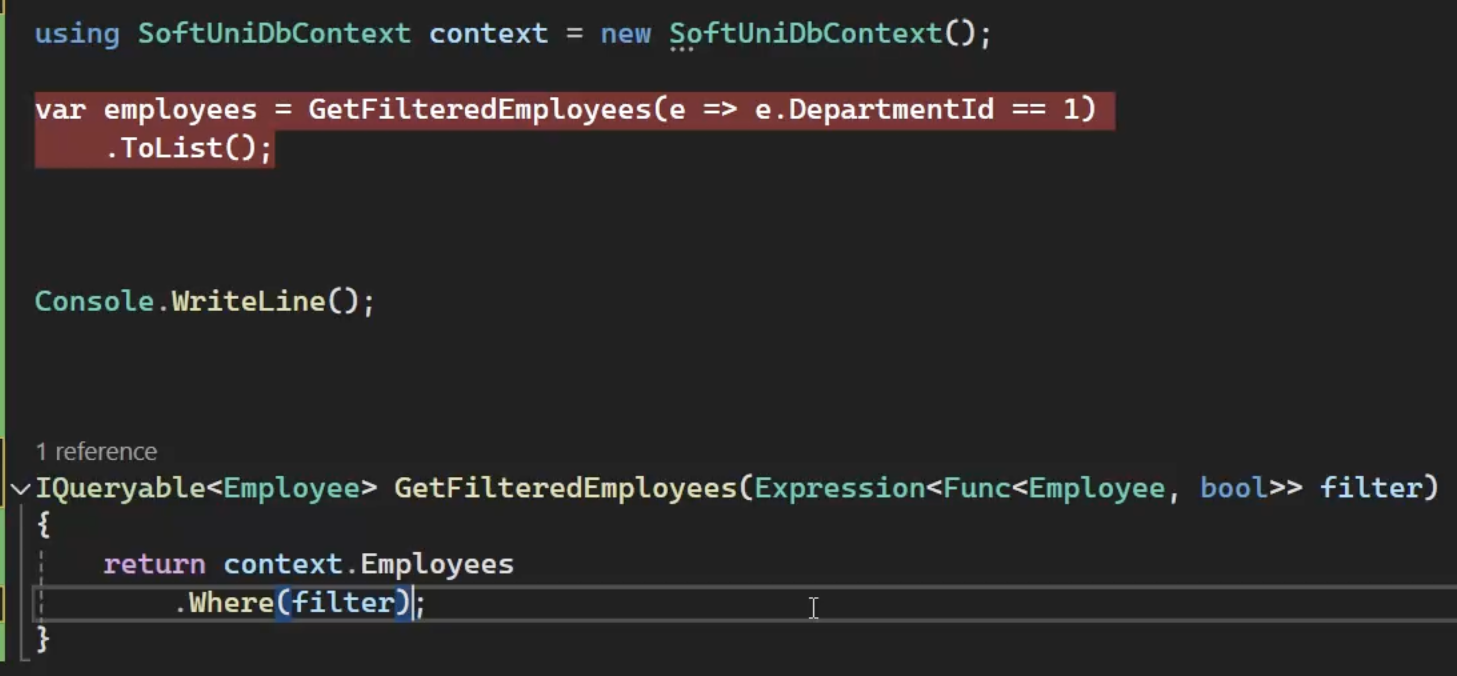 using SoftUniDbContext context = new SoftUniDbContext();
var employees = GetFilteredEmployees(e => e.DepartmentId == 1)
.ToList();
Console.WriteLine();
1 reference
IQueryable<Employee> GetFilteredEmployees(Expression<Func<Employee, bool>> filter)
{
return context.Employees
.Where(filter);
}